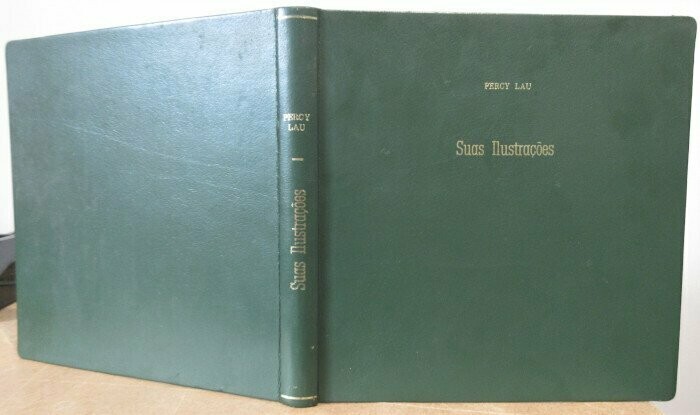 PERCY LAU
Suas Ilustrações
PERCY
LAU
Suas Ilustrações